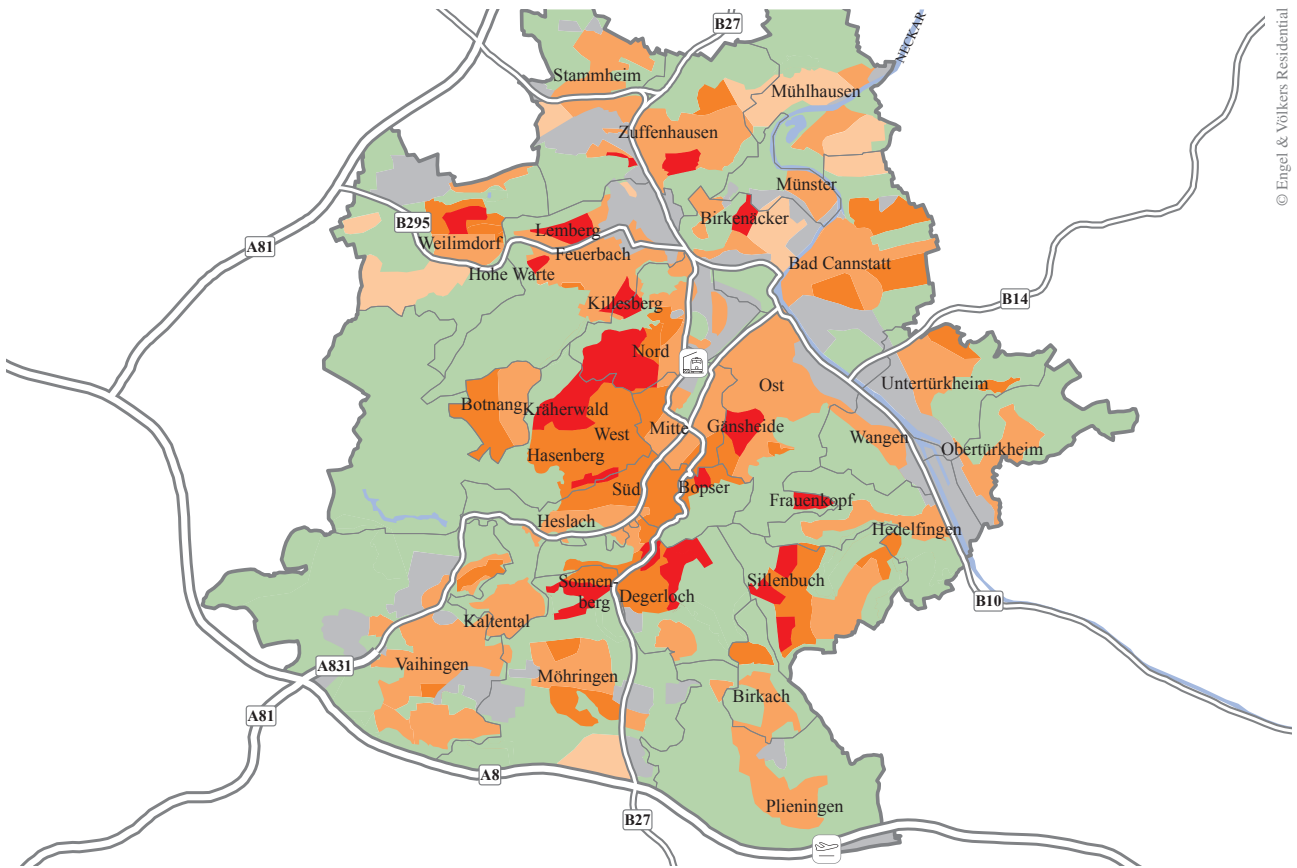 B27
NECKAR
© Engel & Völkers Residential
Stammheim
Mühlhausen
Zuffenhausen
Münster
Birkenäcker
B295
Lemberg
Weilimdorf
A81
Feuerbach
Bad Cannstatt
Hohe Warte
Killesberg
B14
Nord
Ost
Untertürkheim
Botnang
Kräherwald
Gänsheide
Mitte
West
Wangen
Obertürkheim
Hasenberg
Süd
Bopser
Frauenkopf
Heslach
Hedelfingen
Sonnen-
berg
Sillenbuch
Degerloch
B10
Kaltental
A831
Vaihingen
Möhringen
Birkach
A81
A8
Plieningen
B27